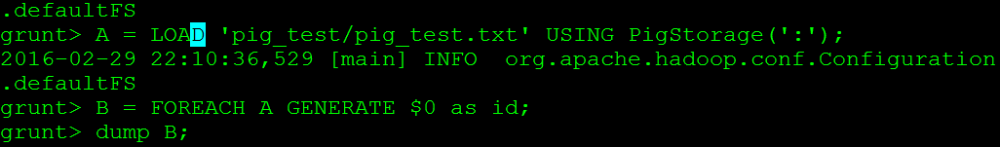 .defaultFS
grunt> A = LOAD 'pig_test/pig_test.txt' USING PigStorage(':');
2016-02-29 22:10:36,529 [main] INFO  org.apache.hadoop.conf.Configuration
.defaultFS
grunt> B = FOREACH A GENERATE $0 as id;
grunt> dump B;